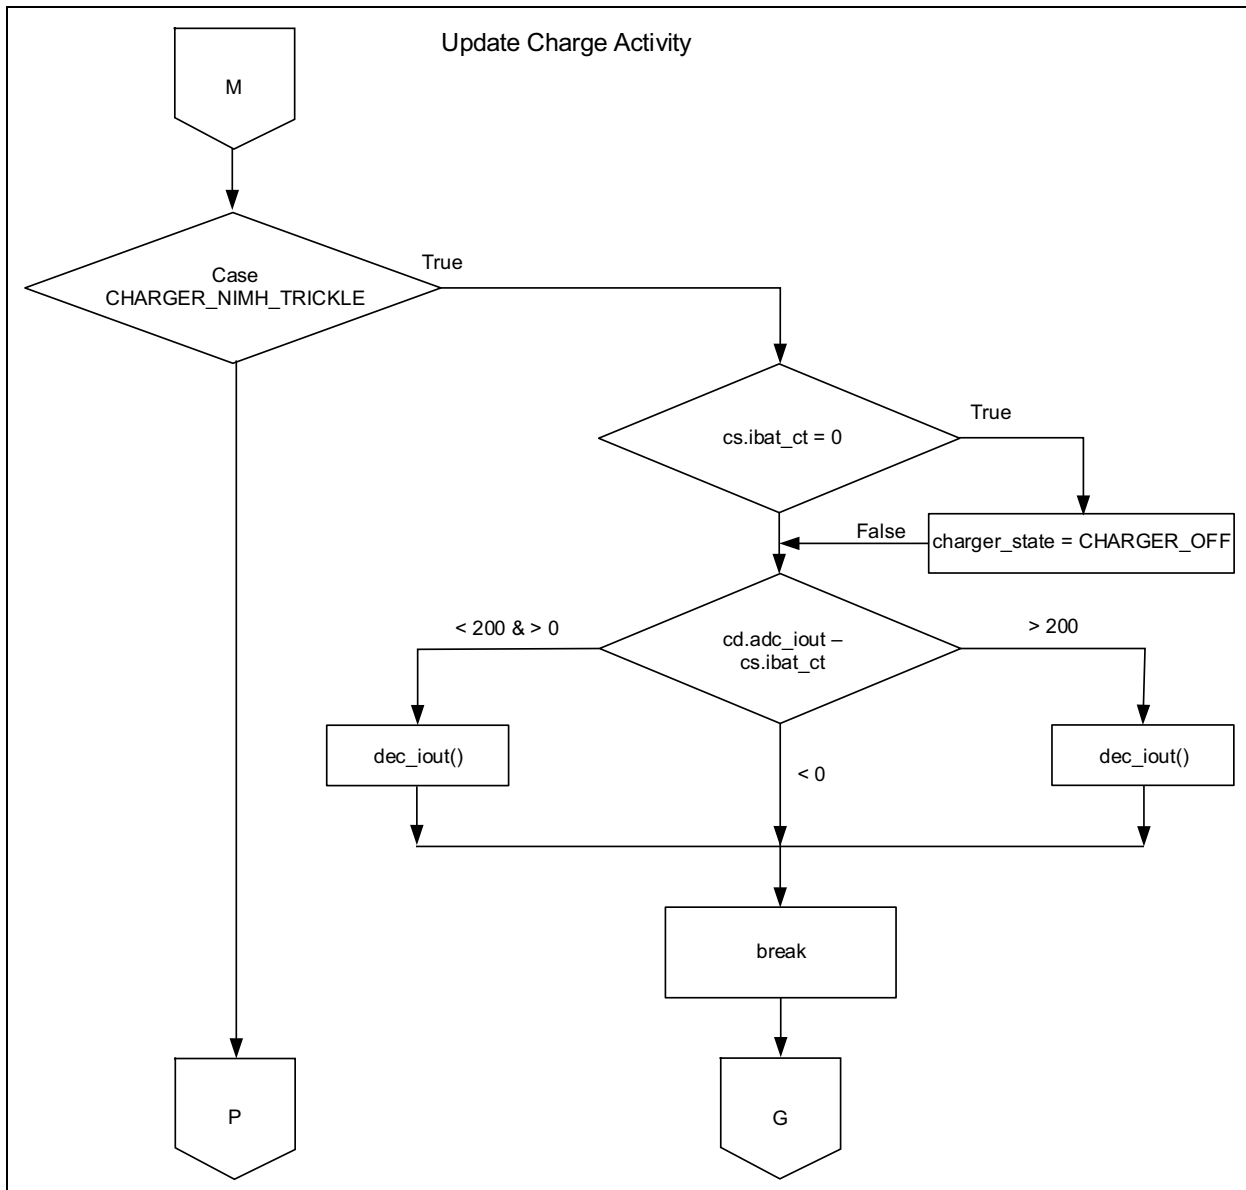 Update Charge Activity
M
Case
CHARGER_NIMH_TRICKLE
True
cs.ibat_ct = 0
True
False
charger_state = CHARGER_OFF
< 200 & > 0
cd.adc_iout –
cs.ibat_ct
> 200
dec_iout()
< 0
dec_iout()
break
P
G